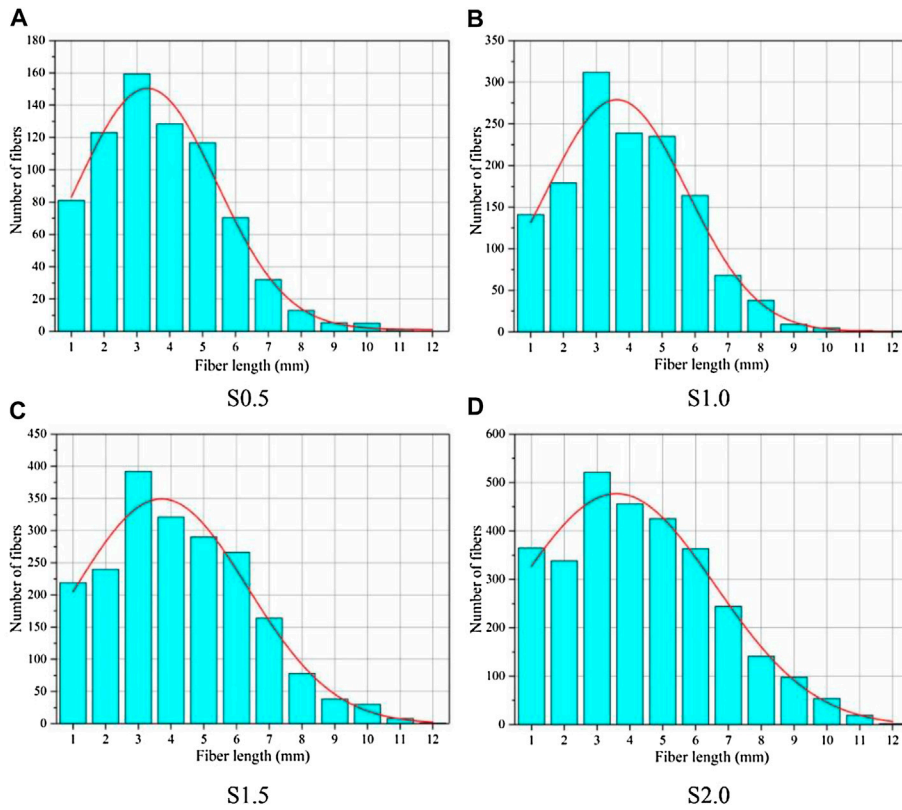 A
180
160
140
120
100
80
60
40
20
0
Number of fibers
1 2 3 4 5 6 7 8 9 10 11 12
Fiber length (mm)
S0.5
B
350
300
250
200
150
100
50
0
Number of fibers
1 2 3 4 5 6 7 8 9 10 11 12
Fiber length (mm)
S1.0
C
450
400
350
300
250
200
150
100
50
0
Number of fibers
1 2 3 4 5 6 7 8 9 10 11 12
Fiber length (mm)
S1.5
D
600
500
400
300
200
100
0
Number of fibers
1 2 3 4 5 6 7 8 9 10 11 12
Fiber length (mm)
S2.0